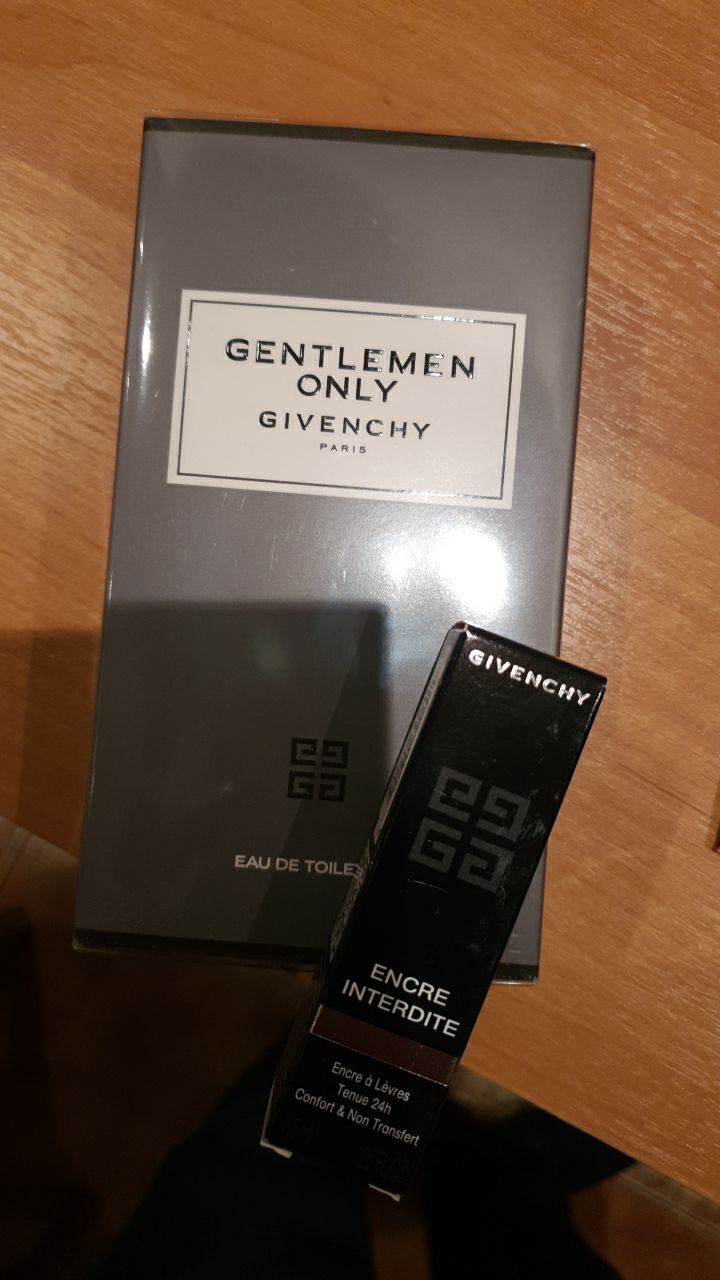 GENTLEMEN
ONLY
GIVENCHY
PARIS
EAU DE TOILE
GIVENCHY
ENCRE
INTERDITE
Encre à Lèvres
Tenue 24h
Confort & Non Transfert